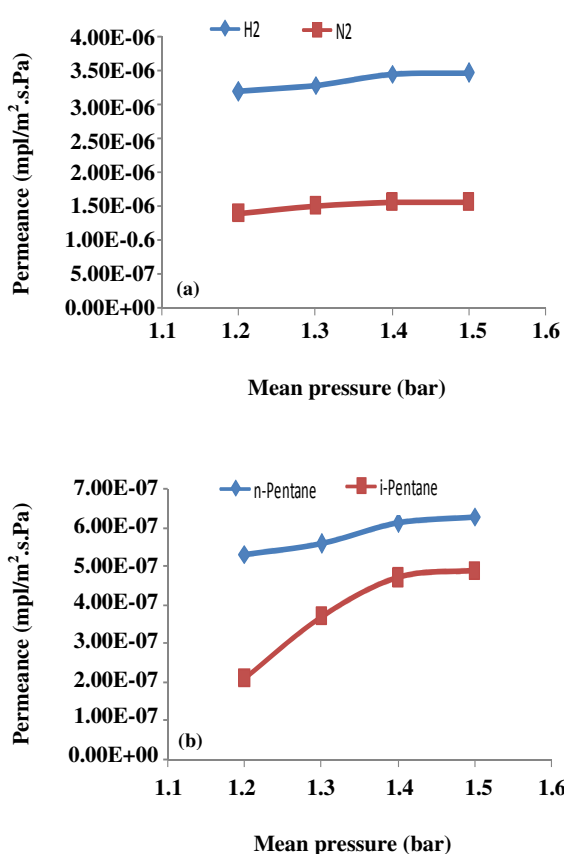 H2 N2
4.00E-06
3.50E-06
3.00E-06
2.50E-06
2.00E-06
1.50E-06
1.00E-06
5.00E-07
0.00E+00
Permeance (mpl/m².s.Pa)
(a)
1.1 1.2 1.3 1.4 1.5 1.6
Mean pressure (bar)
n-Pentane i-Pentane
7.00E-07
6.00E-07
5.00E-07
4.00E-07
3.00E-07
2.00E-07
1.00E-07
0.00E+00
Permeance (mpl/m².s.Pa)
(b)
1.1 1.2 1.3 1.4 1.5 1.6
Mean pressure (bar)